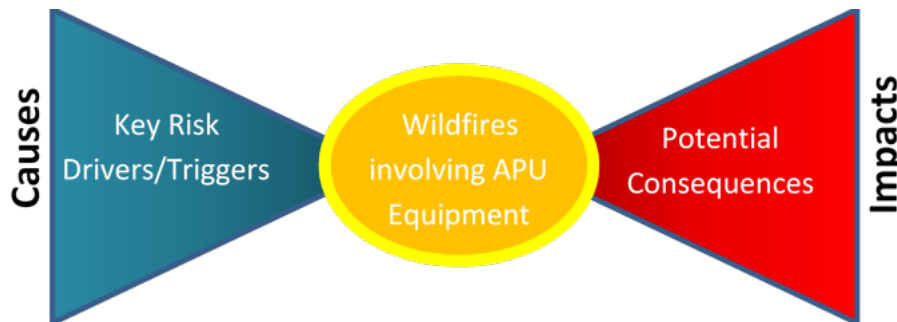 Causes
Key Risk
Drivers/Triggers
Wildfires
involving APU
Equipment
Potential
Consequences
Impacts